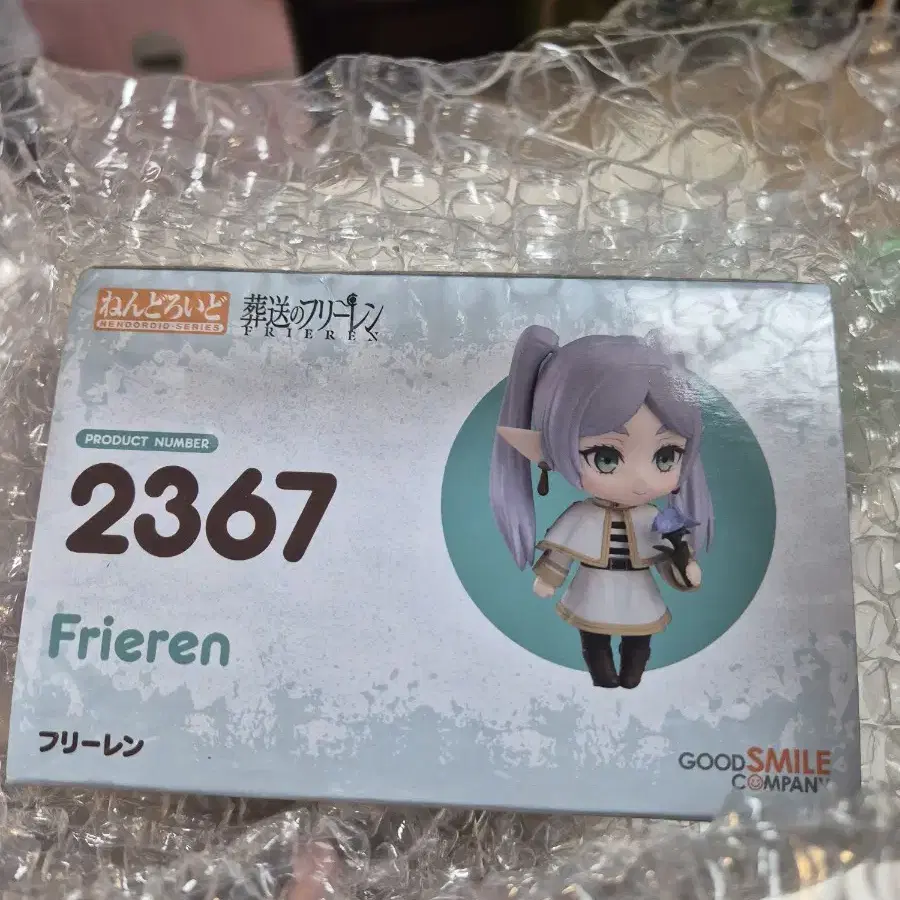 ねんどろいど
NENDOROID SERIES
葬送のフリーレン
FRIEREN
PRODUCT NUMBER
2367
Frieren
フリーレン
GOOD SMILE
COMPANY